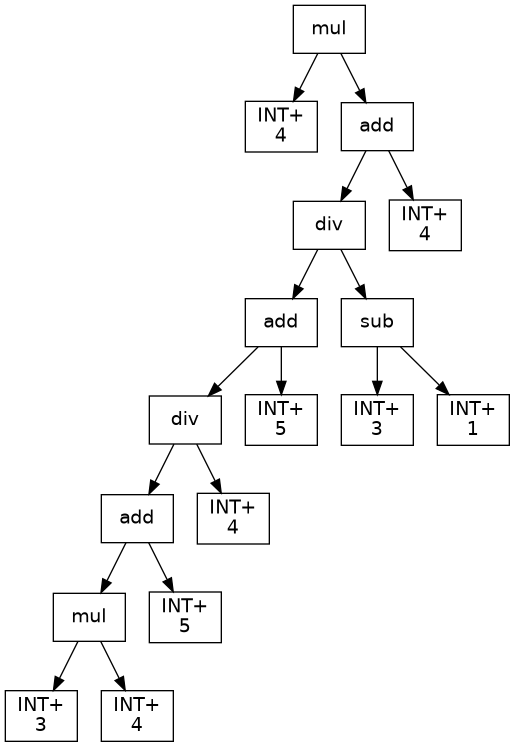 mul
INT+
4
add
div
INT+
4
add
sub
div
INT+
5
INT+
3
INT+
1
add
INT+
4
mul
INT+
5
INT+
3
INT+
4